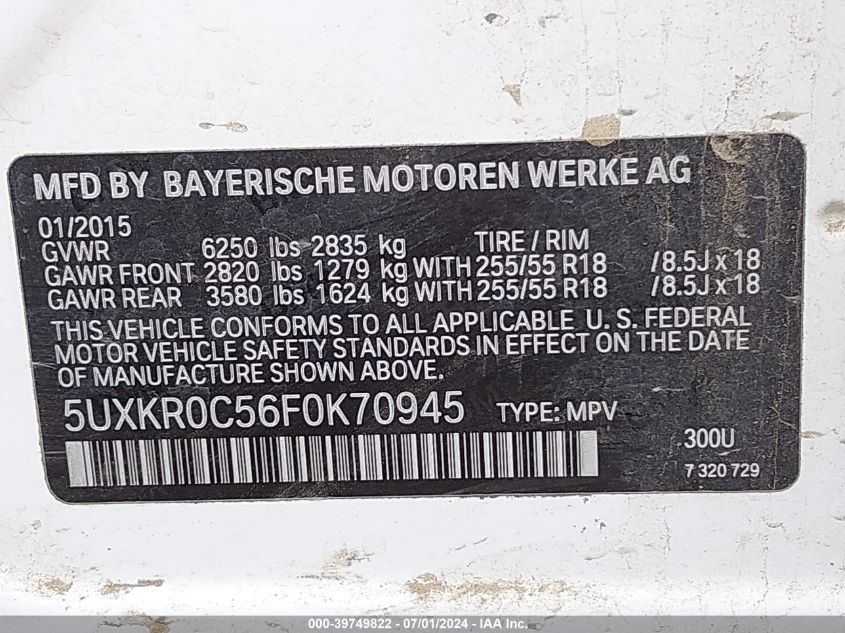 MFD BY BAYERISCHE MOTOREN WERKE AG
01/2015
GVWR 6250 lbs 2835 kg TIRE / RIM
GAWR FRONT 2820 lbs 1279 kg WITH 255/55 R18 /8.5J x 18
GAWR REAR 3580 lbs 1624 kg WITH 255/55 R18 /8.5J x 18
THIS VEHICLE CONFORMS TO ALL APPLICABLE U. S. FEDERAL
MOTOR VEHICLE SAFETY STANDARDS IN EFFECT ON THE DATE
OF MANUFACTURE SHOWN ABOVE.
5UXKR0C56F0K70945 TYPE: MPV
300U
7 320 729
000-39749822 - 07/01/2024 - IAA Inc.